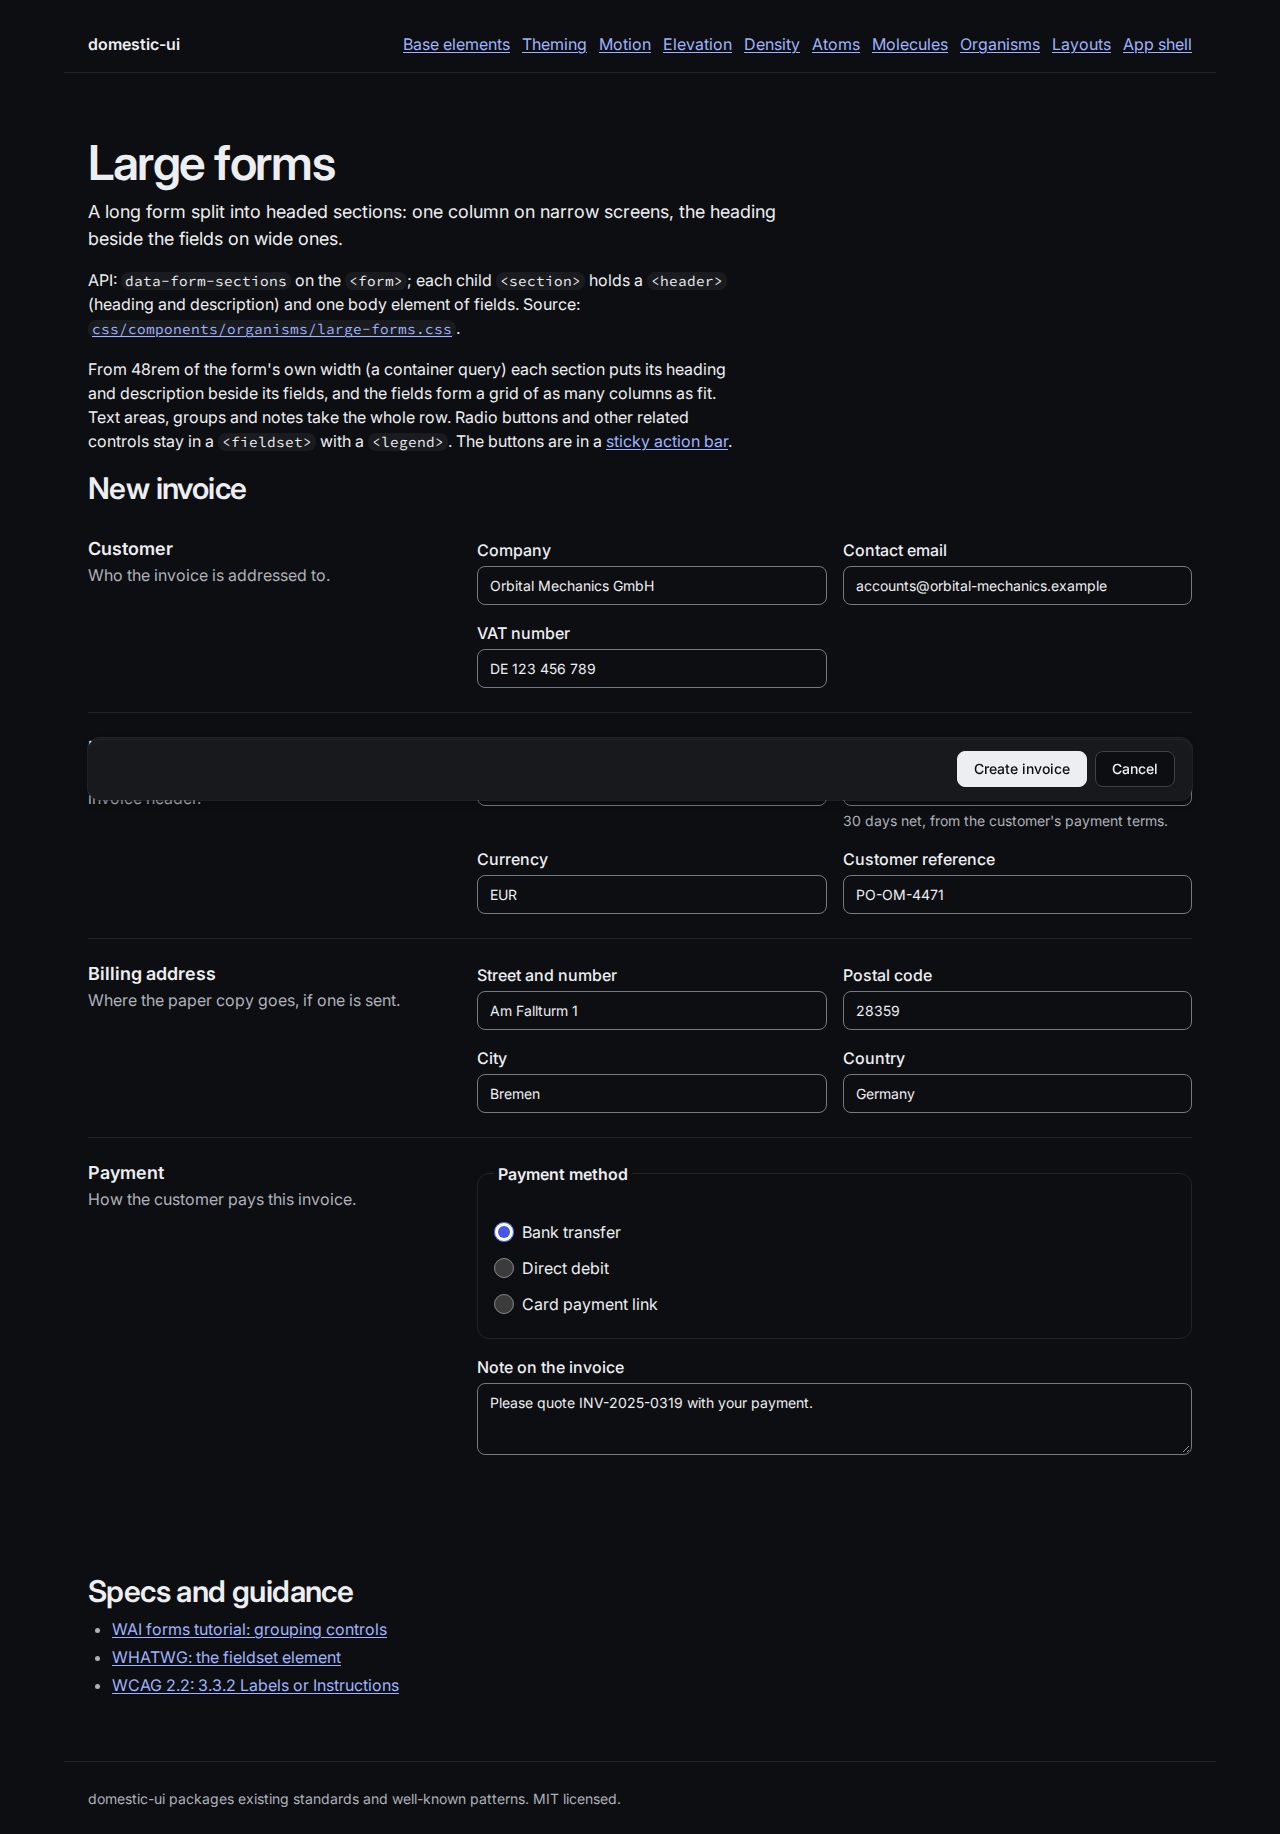 domestic-ui
Base elements Theming Motion Elevation Density Atoms Molecules Organisms Layouts App shell
Large forms
A long form split into headed sections: one column on narrow screens, the heading
beside the fields on wide ones.
API: data-form-sections on the <form>; each child <section> holds a <header>
(heading and description) and one body element of fields. Source:
css/components/organisms/large-forms.css.
From 48rem of the form's own width (a container query) each section puts its heading
and description beside its fields, and the fields form a grid of as many columns as fit.
Text areas, groups and notes take the whole row. Radio buttons and other related
controls stay in a <fieldset> with a <legend>. The buttons are in a sticky action bar.
New invoice
Customer
Who the invoice is addressed to.
Company
Contact email
Orbital Mechanics GmbH
accounts@orbital-mechanics.example
VAT number
DE 123 456 789
Create invoice
Cancel
invoice header.
30 days net, from the customer's payment terms.
Currency
Customer reference
EUR
PO-OM-4471
Billing address
Where the paper copy goes, if one is sent.
Street and number
Postal code
Am Fallturm 1
28359
City
Country
Bremen
Germany
Payment
How the customer pays this invoice.
Payment method
Bank transfer
Direct debit
Card payment link
Note on the invoice
Please quote INV-2025-0319 with your payment.
Specs and guidance
WAI forms tutorial: grouping controls
WHATWG: the fieldset element
WCAG 2.2: 3.3.2 Labels or Instructions
domestic-ui packages existing standards and well-known patterns. MIT licensed.